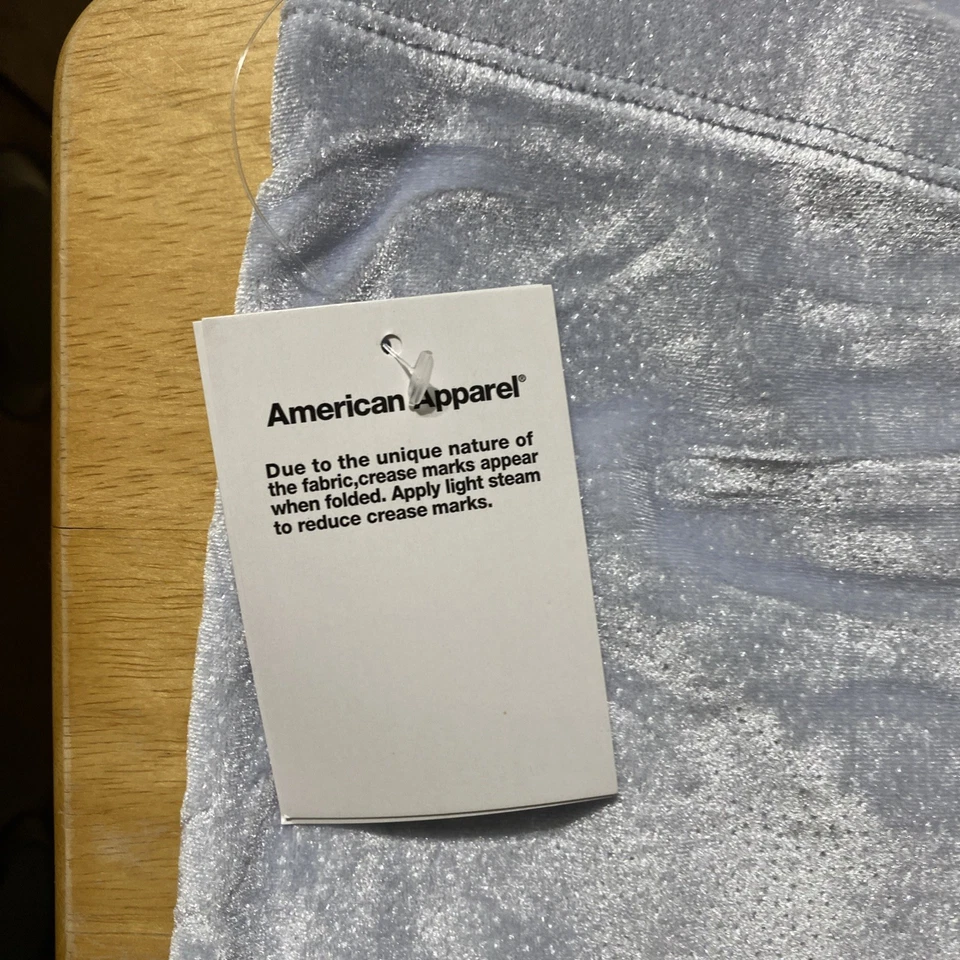 American Apparel®
Due to the unique nature of
the fabric,crease marks appear
when folded. Apply light steam
to reduce crease marks.